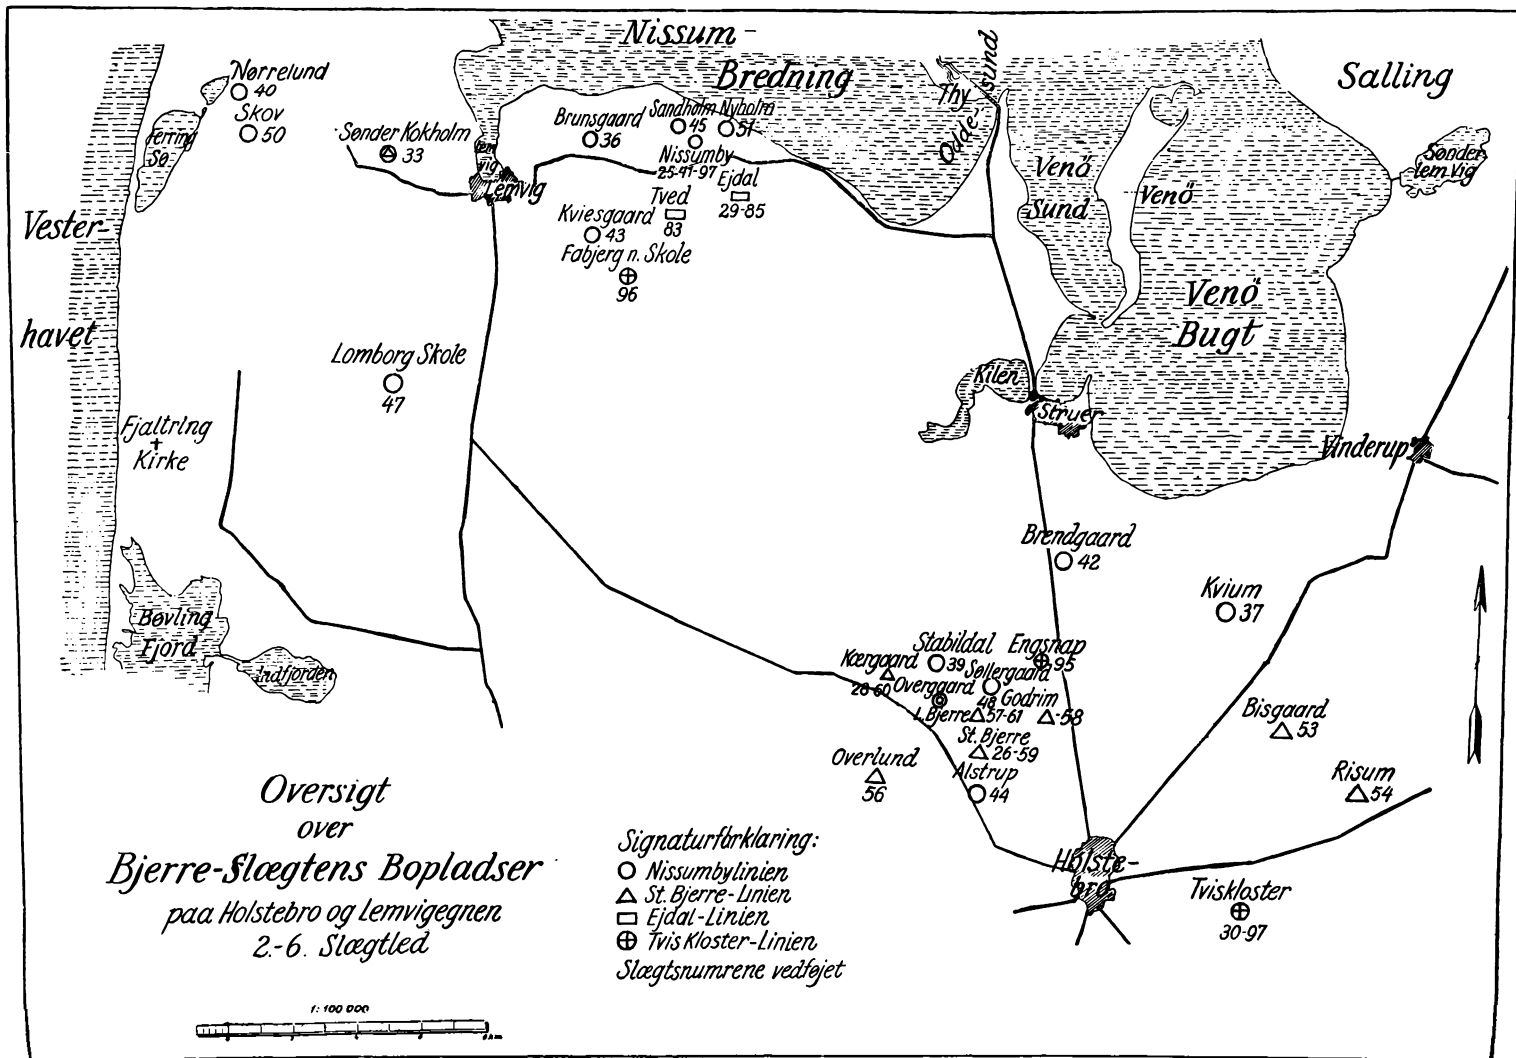 Nissum-
Bredning
Salling
Thy
Odde
sund
Nørrelund
40
Skov
50
Ferring
Sø
Sønder Kokholm
33
Lem
vig
Lemvig
Brunsgaard
36
Sandholm
45
Nyholm
51
Nissumby
25-41-97
Ejdal
29-85
Tved
83
Kviesgaard
43
Fabjerg n. Skole
96
Venö
Sund
Venö
Sønder
lem Vig
Vester-
havet
Venö
Bugt
Lomborg Skole
47
Kilen
Struer
Fjaltring
Kirke
Vinderup
Brendgaard
42
Kvium
37
Bøvling
Fjord
Indfjorden
Stabildal
39
Engsnap
95
Kærgaard
28-60
Overgaard
Søllergaard
48
Godrim
58
L. Bjerre
57-61
St. Bjerre
26-59
Bisgaard
53
Overlund
56
Alstrup
44
Risum
54
Holste-
bro
Tviskloster
30-97
Oversigt
over
Bjerre-Slægtens Bopladser
paa Holstebro og Lemvigegnen
2.-6. Slægtled
Signaturforklaring:
Nissumbylinien
St. Bjerre-Linien
Ejdal-Linien
Tvis Kloster-Linien
Slægtsnumrene vedføjet
1:100 000